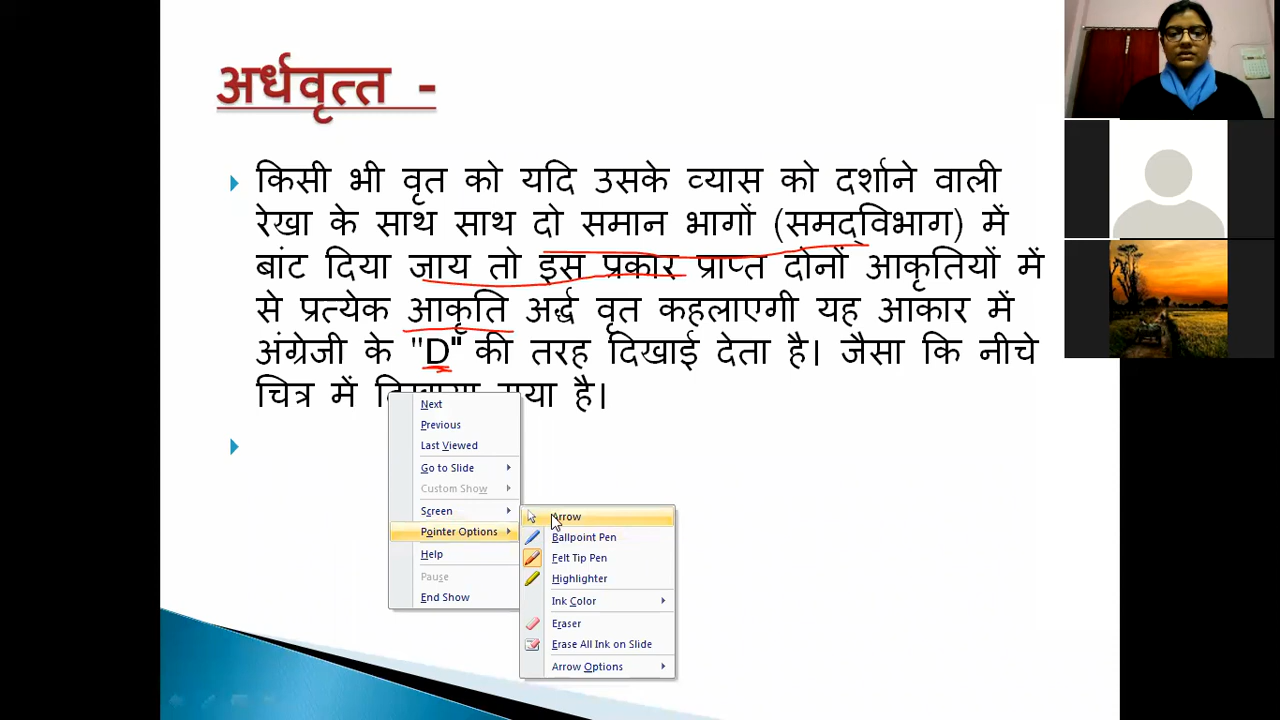 अर्धवृत्त -
किसी भी वृत को यदि उसके व्यास को दर्शाने वाली
रेखा के साथ साथ दो समान भागों (समद्विभाग) में
बांट दिया जाय तो इस प्रकार प्राप्त दोनों आकृतियों में
से प्रत्येक आकृति अर्द्ध वृत कहलाएगी यह आकार में
अंग्रेजी के "D" की तरह दिखाई देता है। जैसा कि नीचे
चित्र में दिखाया गया है।
Next
Previous
Last Viewed
Go to Slide
Custom Show
Screen
Pointer Options
Help
Pause
End Show
Arrow
Ballpoint Pen
Felt Tip Pen
Highlighter
Ink Color
Eraser
Erase All Ink on Slide
Arrow Options